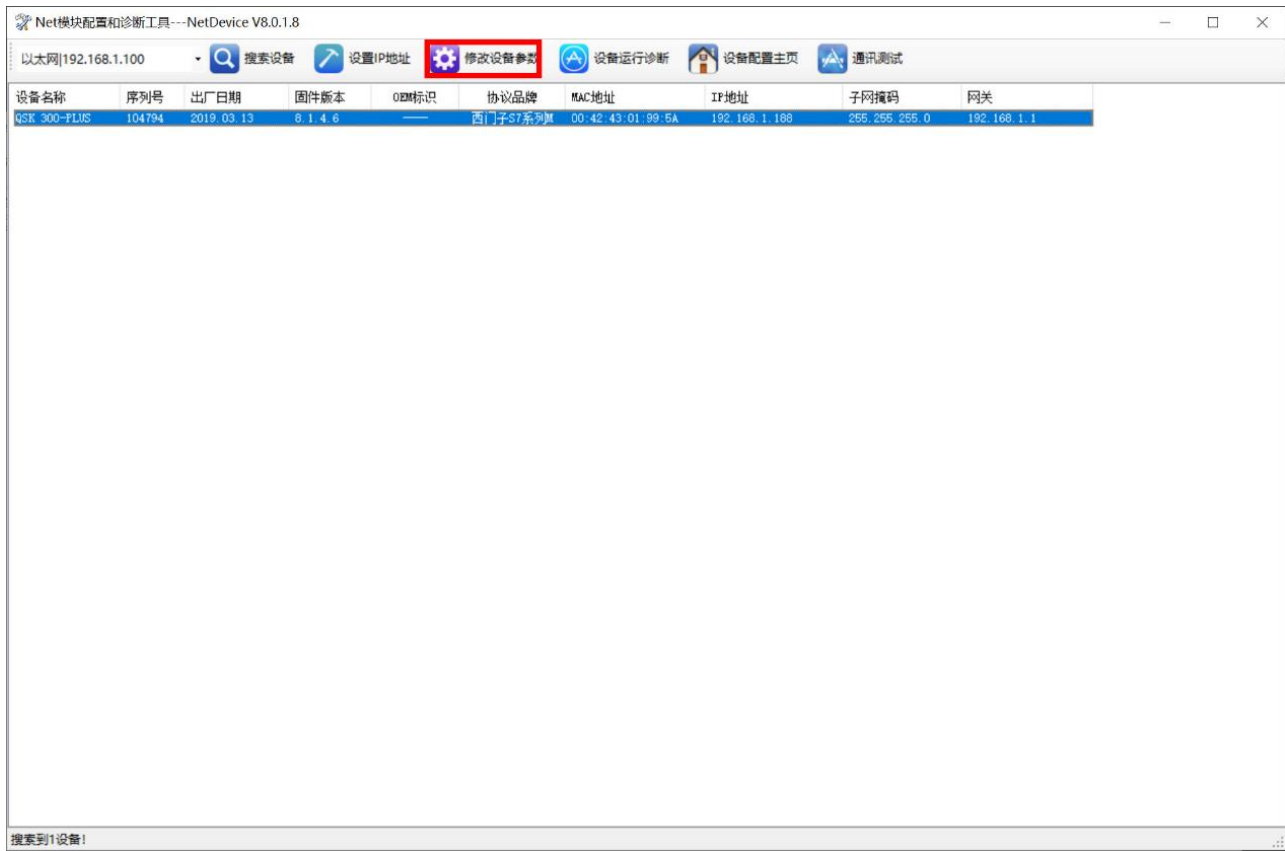 Net模块配置和诊断工具---NetDevice V8.0.1.8
以太网|192.168.1.100 搜索设备 设置IP地址 修改设备参数 设备运行诊断 设备配置主页 通讯测试
设备名称 序列号 出厂日期 固件版本 OEM标识 协议品牌 MAC地址 IP地址 子网掩码 网关
QSK 300-PLUS 104794 2019.03.13 8.1.4.6 —— 西门子S7系列M 00:42:43:01:99:5A 192.168.1.188 255.255.255.0 192.168.1.1
搜索到1设备!